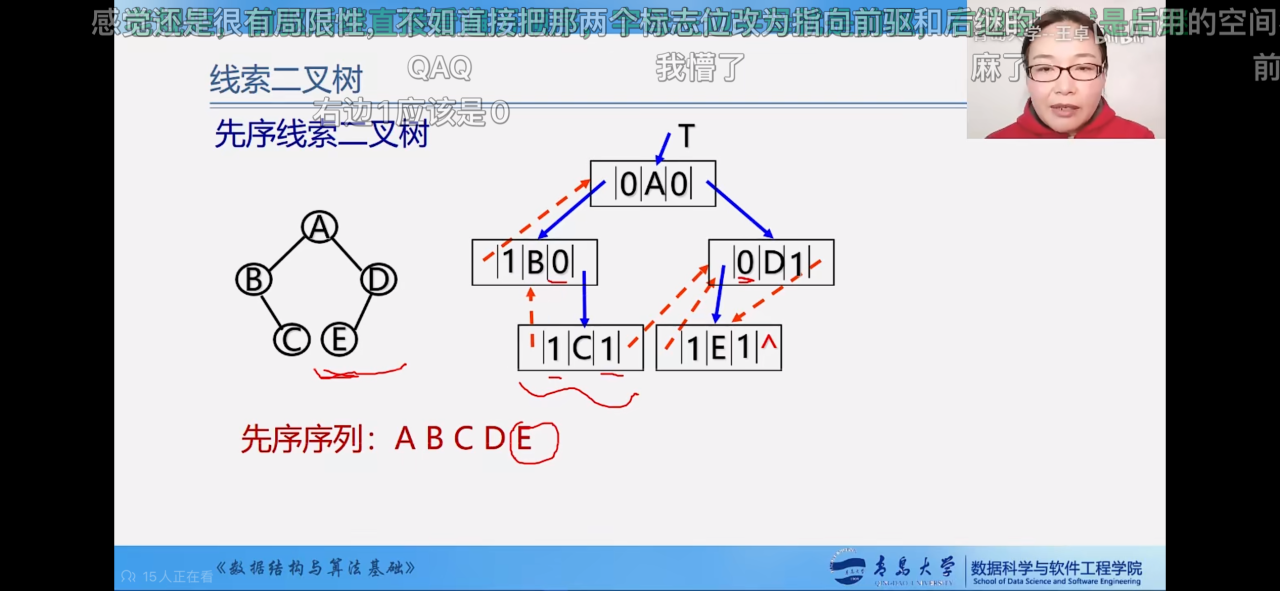 感觉还是很有局限性，直 不如直接把那两个标志位改为指向前驱和后继的 是占用的空间
线索二叉树
QAQ
我懵了
麻了
前
右边1应该是0
先序线索二叉树
T
0 A 0
1 B 0
0 D 1
A
B
D
C
E
1 C 1
1 E 1 ^
先序序列： A B C D E
15人正在看
《数据结构与算法基础》
青岛大学
QINGDAO UNIVERSITY
数据科学与软件工程学院
School of Data Science and Software Engineering